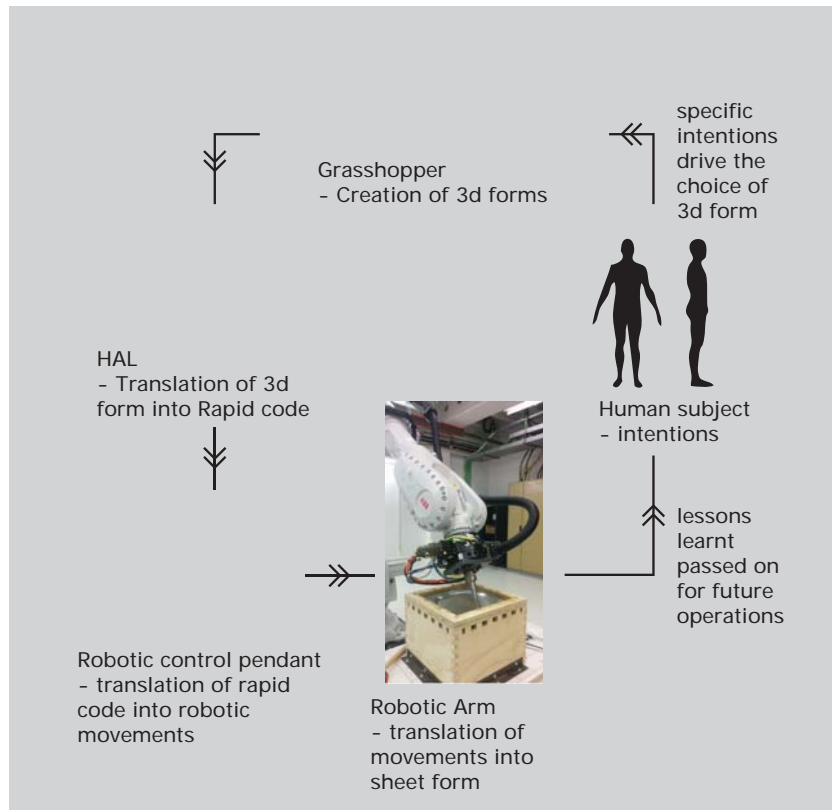 specific
intentions
drive the
choice of
3d form
Grasshopper
- Creation of 3d forms
HAL
- Translation of 3d
form into Rapid code
Human subject
- intentions
lessons
learnt
passed on
for future
operations
Robotic control pendant
- translation of rapid
code into robotic
movements
Robotic Arm
- translation of
movements into
sheet form
ABB